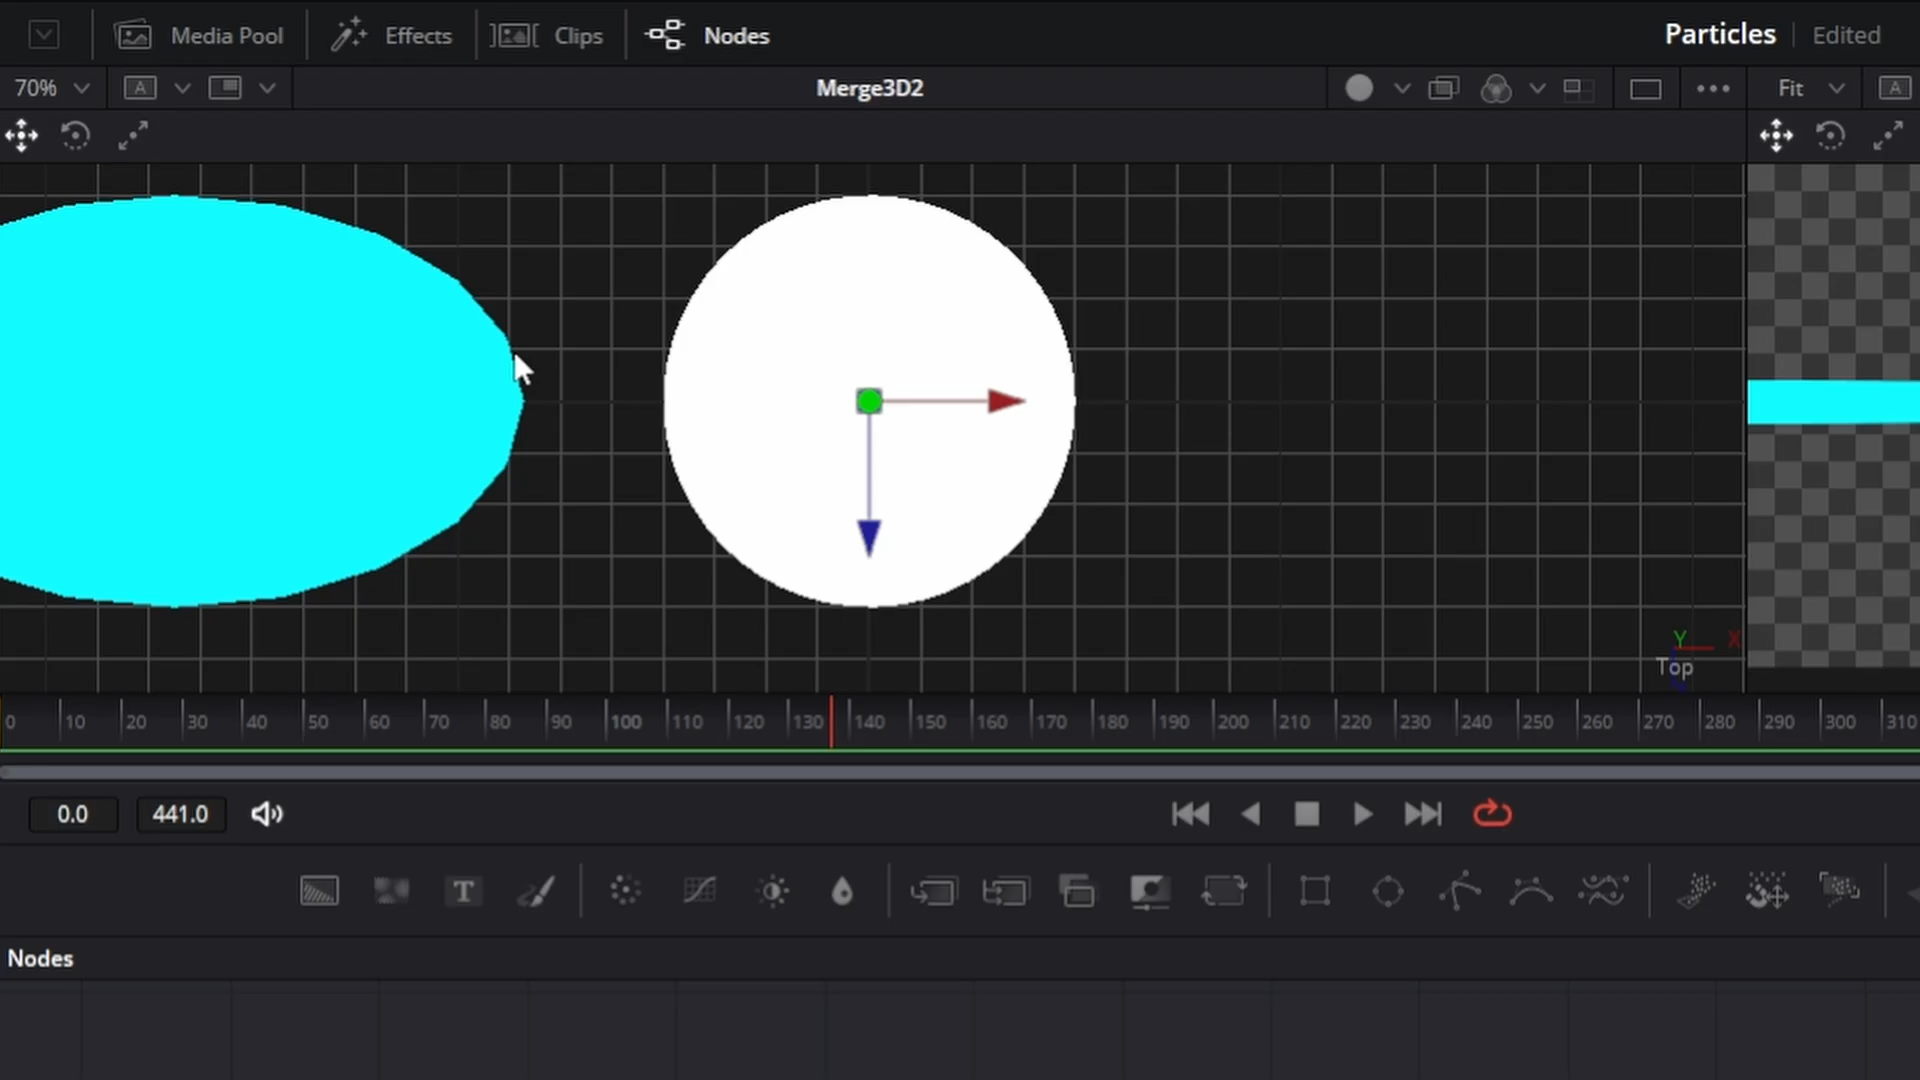 Media Pool Effects Clips Nodes Particles Edited
70% A Merge3D2 Fit A
Y X
Top
0 10 20 30 40 50 60 70 80 90 100 110 120 130 140 150 160 170 180 190 200 210 220 230 240 250 260 270 280 290 300 310
0.0 441.0
T
Nodes